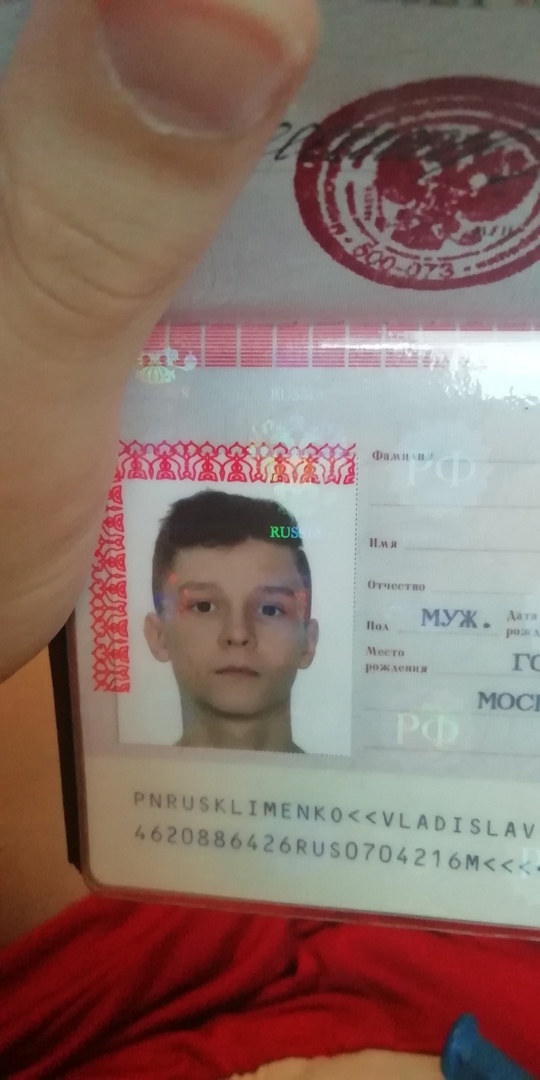 500-073
RUSSIA
Фамилия
РФ
RUSSIA
Имя
Отчество
Пол МУЖ. Дата
рожд
Место
рождения ГО
МОСК
РФ
PNRUSKLIMENKO<<VLADISLAV
4620886426RUS0704216M<<<